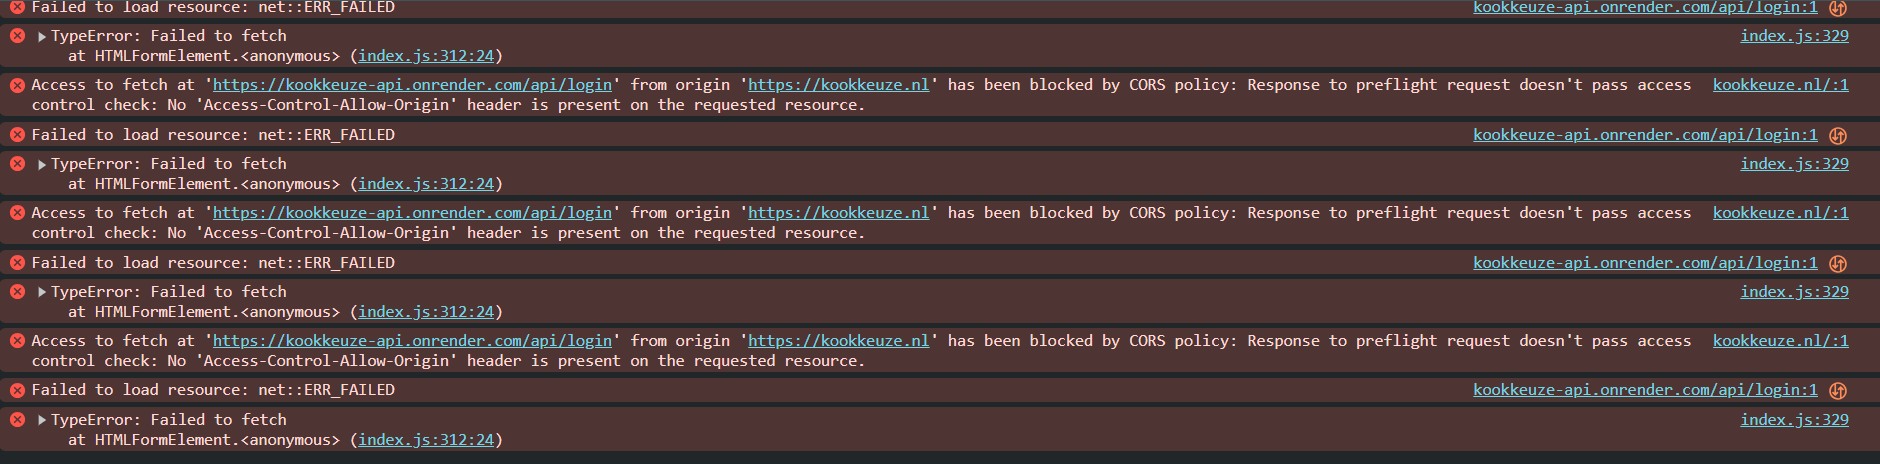 Failed to load resource: net::ERR_FAILED kookkeuze-api.onrender.com/api/login:1
TypeError: Failed to fetch index.js:329
at HTMLFormElement.<anonymous> (index.js:312:24)
Access to fetch at 'https://kookkeuze-api.onrender.com/api/login' from origin 'https://kookkeuze.nl' has been blocked by CORS policy: Response to preflight request doesn't pass access kookkeuze.nl/:1
control check: No 'Access-Control-Allow-Origin' header is present on the requested resource.
Failed to load resource: net::ERR_FAILED kookkeuze-api.onrender.com/api/login:1
TypeError: Failed to fetch index.js:329
at HTMLFormElement.<anonymous> (index.js:312:24)
Access to fetch at 'https://kookkeuze-api.onrender.com/api/login' from origin 'https://kookkeuze.nl' has been blocked by CORS policy: Response to preflight request doesn't pass access kookkeuze.nl/:1
control check: No 'Access-Control-Allow-Origin' header is present on the requested resource.
Failed to load resource: net::ERR_FAILED kookkeuze-api.onrender.com/api/login:1
TypeError: Failed to fetch index.js:329
at HTMLFormElement.<anonymous> (index.js:312:24)
Access to fetch at 'https://kookkeuze-api.onrender.com/api/login' from origin 'https://kookkeuze.nl' has been blocked by CORS policy: Response to preflight request doesn't pass access kookkeuze.nl/:1
control check: No 'Access-Control-Allow-Origin' header is present on the requested resource.
Failed to load resource: net::ERR_FAILED kookkeuze-api.onrender.com/api/login:1
TypeError: Failed to fetch index.js:329
at HTMLFormElement.<anonymous> (index.js:312:24)